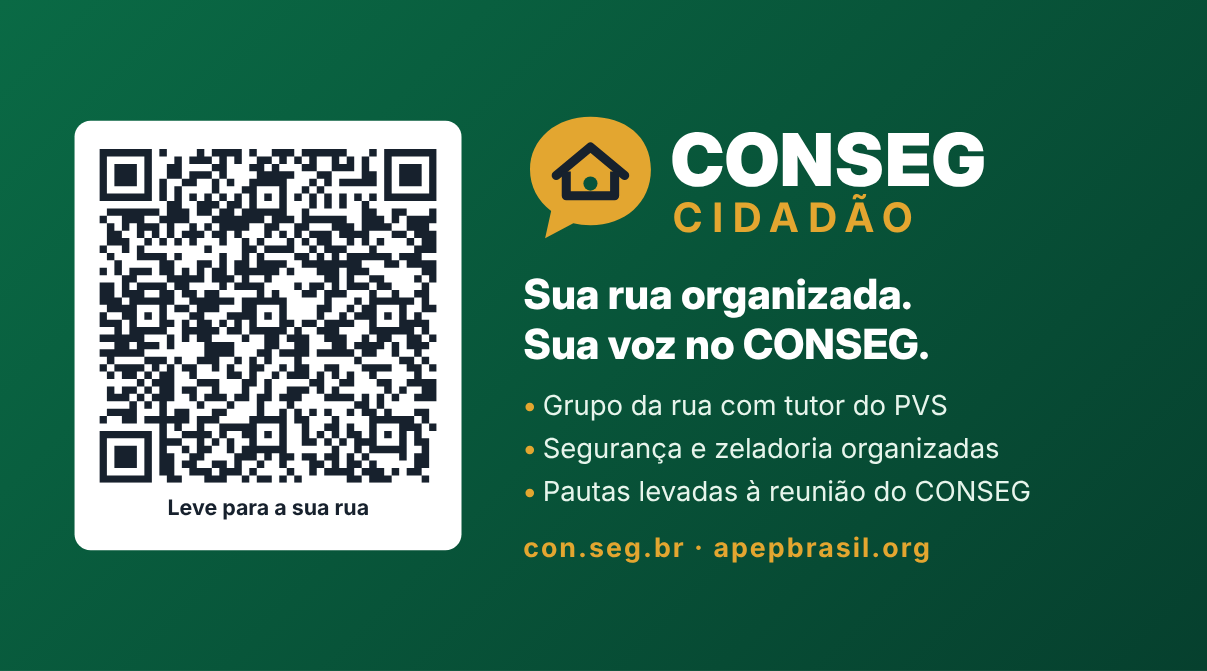 CONSEG
CIDADÃO
Sua rua organizada.
Sua voz no CONSEG.
• Grupo da rua com tutor do PVS
• Segurança e zeladoria organizadas
• Pautas levadas à reunião do CONSEG
con.seg.br · apepbrasil.org
Leve para a sua rua